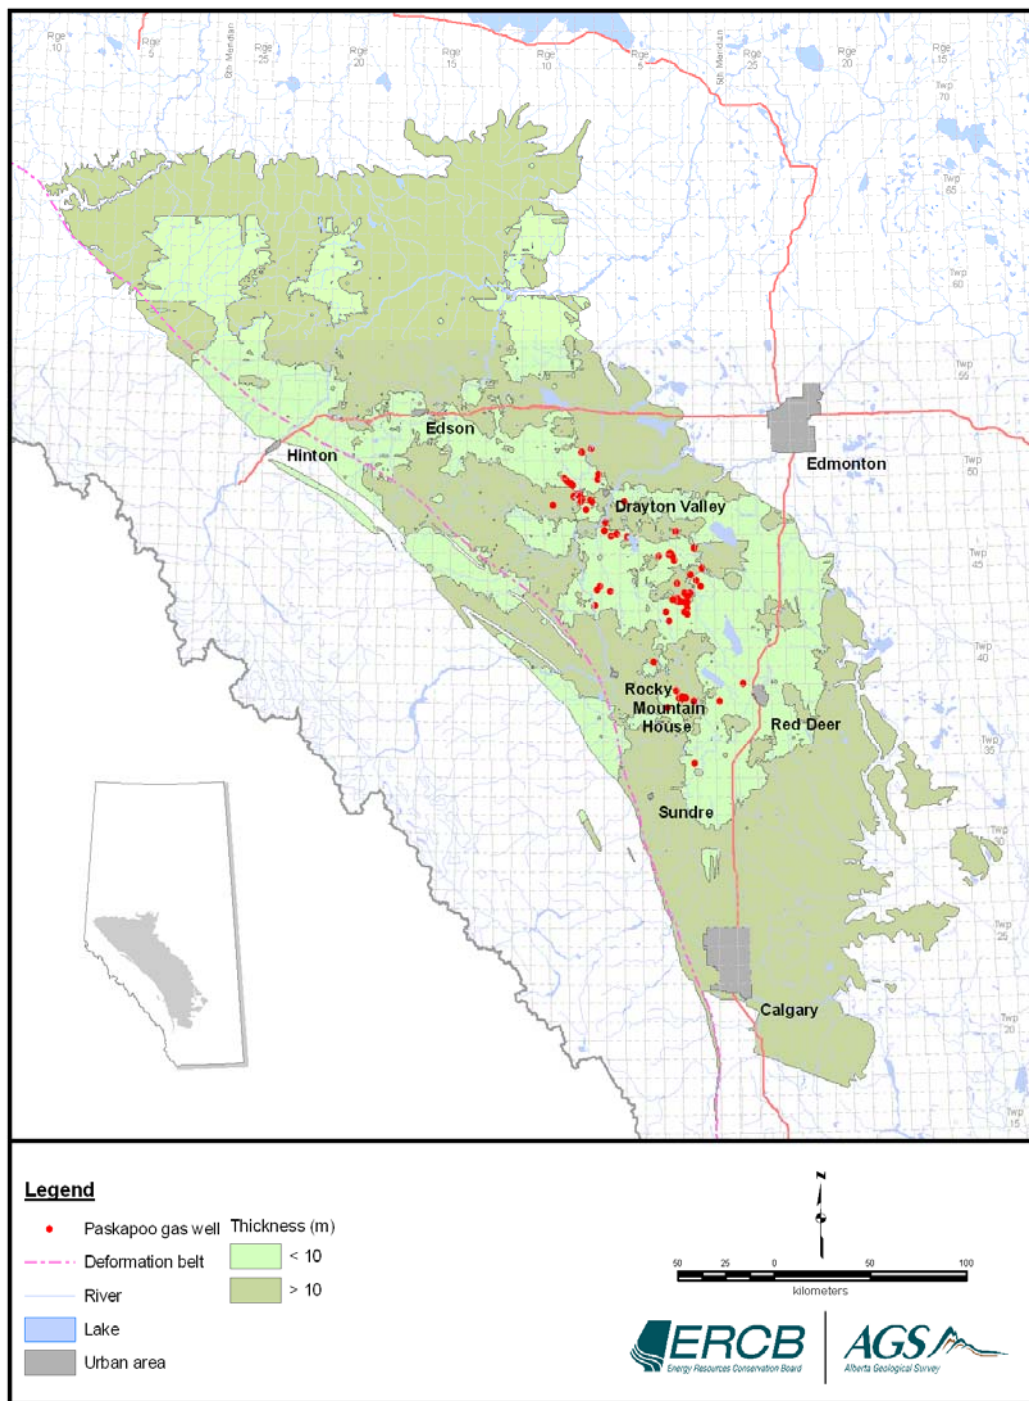 Rge
10
Rge
5
6th Meridian
Rge
25
Rge
20
Rge
15
Rge
10
Rge
5
5th Meridian
Rge
25
Rge
20
Rge
15
Twp
70
Twp
65
Twp
60
Twp
55
Twp
50
Twp
45
Twp
40
Twp
35
Twp
30
Twp
25
Twp
20
Twp
15
Edson
Hinton
Edmonton
Drayton Valley
Rocky
Mountain
House
Red Deer
Sundre
Calgary
Legend
Paskapoo gas well
Deformation belt
River
Lake
Urban area
Thickness (m)
< 10
> 10
N
50 25 0 50 100
kilometers
ERCB
Energy Resources Conservation Board
AGS
Alberta Geological Survey